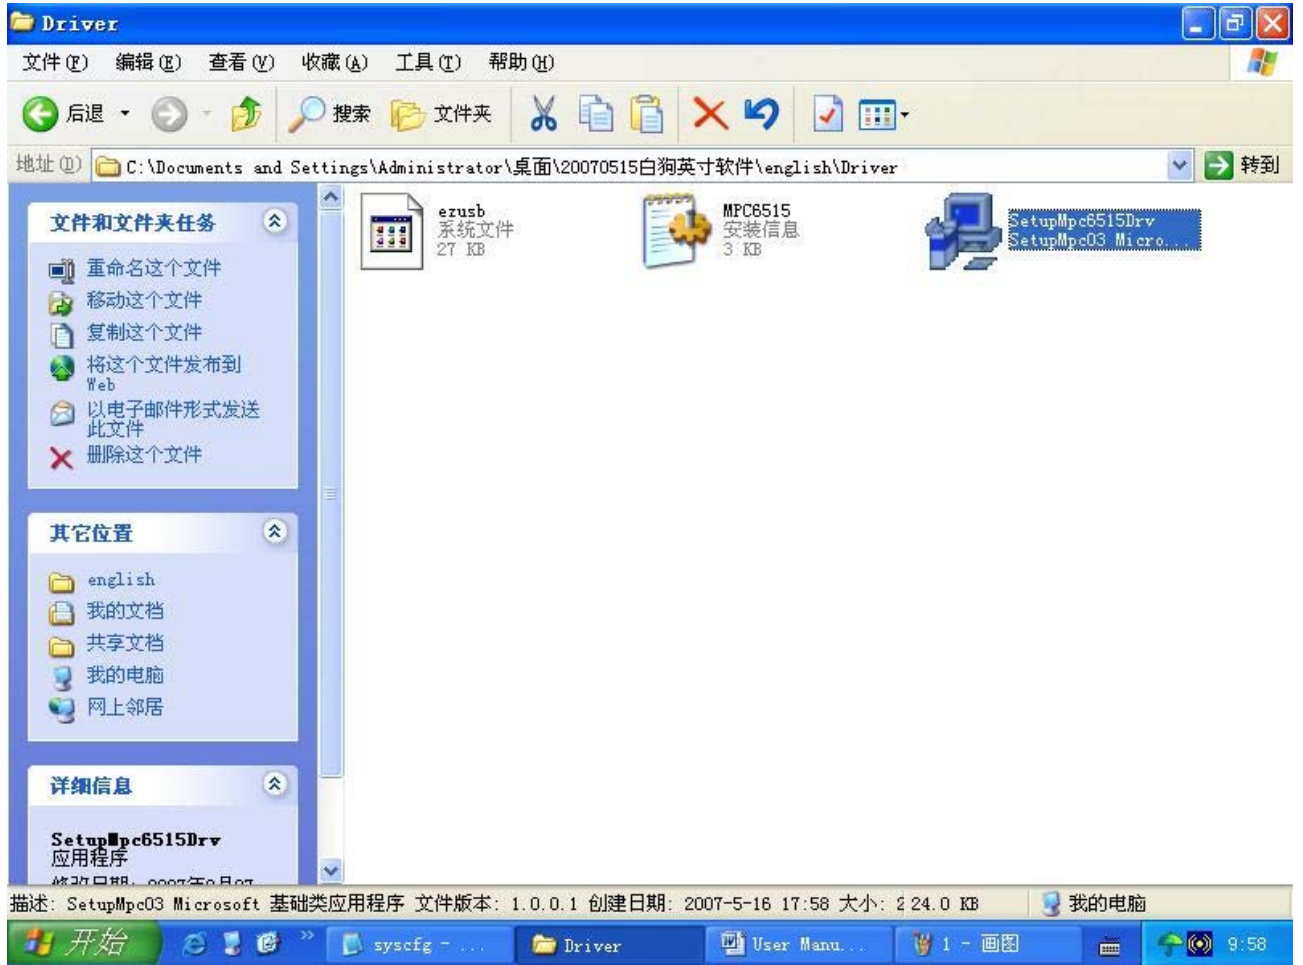 Driver
文件(F) 编辑(E) 查看(V) 收藏(A) 工具(T) 帮助(H)
后退 搜索 文件夹
地址(D) C:\Documents and Settings\Administrator\桌面\20070515白狗英寸软件\english\Driver 转到
文件和文件夹任务
重命名这个文件
移动这个文件
复制这个文件
将这个文件发布到
Web
以电子邮件形式发送
此文件
删除这个文件
其它位置
english
我的文档
共享文档
我的电脑
网上邻居
详细信息
SetupMpc6515Drv
应用程序
ezusb
系统文件
27 KB
MPC6515
安装信息
3 KB
SetupMpc6515Drv
SetupMpc03 Micro...
描述: SetupMpc03 Microsoft 基础类应用程序 文件版本: 1.0.0.1 创建日期: 2007-5-16 17:58 大小: 2 24.0 KB 我的电脑
开始 » syscfg - ... Driver User Manu... 1 - 画图 9:58